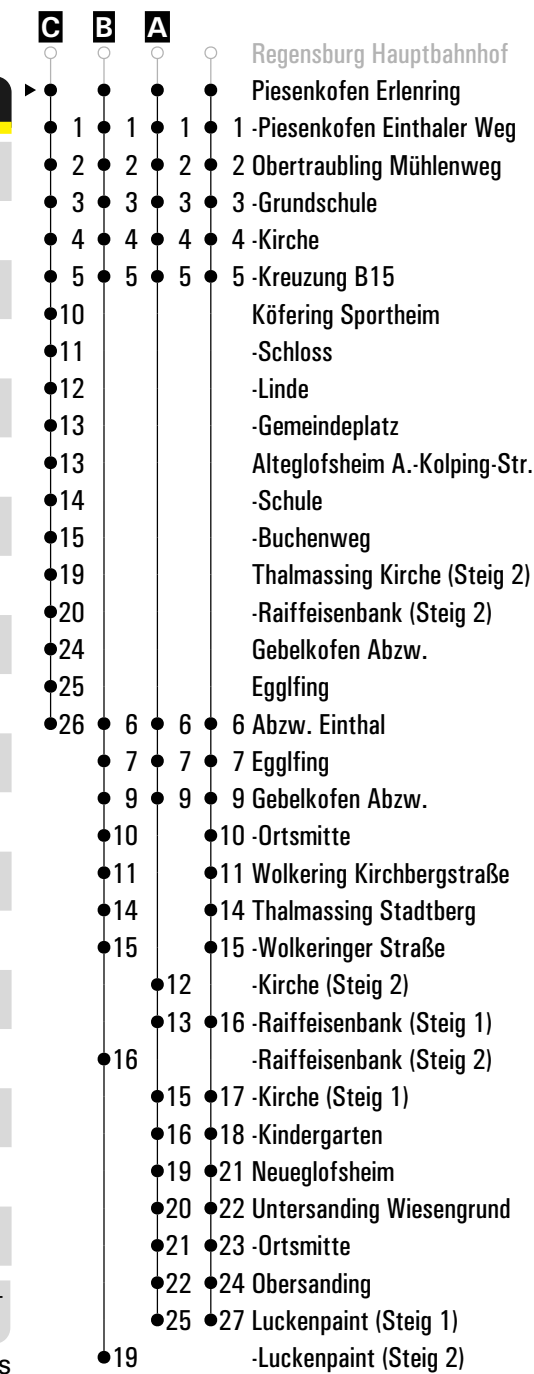 C B A
Regensburg Hauptbahnhof
Piesenkofen Erlenring
1 1 1 1 -Piesenkofen Einthaler Weg
2 2 2 2 Obertraubling Mühlenweg
3 3 3 3 -Grundschule
4 4 4 4 -Kirche
5 5 5 5 -Kreuzung B15
10 Köfering Sportheim
11 -Schloss
12 -Linde
13 -Gemeindeplatz
13 Alteglofsheim A.-Kolping-Str.
14 -Schule
15 -Buchenweg
19 Thalmassing Kirche (Steig 2)
20 -Raiffeisenbank (Steig 2)
24 Gebelkofen Abzw.
25 Egglfing
26 6 6 6 Abzw. Einthal
7 7 7 Egglfing
9 9 9 Gebelkofen Abzw.
10 10 -Ortsmitte
11 11 Wolkering Kirchbergstraße
14 14 Thalmassing Stadtberg
15 15 -Wolkeringer Straße
12 -Kirche (Steig 2)
13 16 -Raiffeisenbank (Steig 1)
16 -Raiffeisenbank (Steig 2)
15 17 -Kirche (Steig 1)
16 18 -Kindergarten
19 21 Neueglofsheim
20 22 Untersanding Wiesengrund
21 23 -Ortsmitte
22 24 Obersanding
25 27 Luckenpaint (Steig 1)
19 -Luckenpaint (Steig 2)